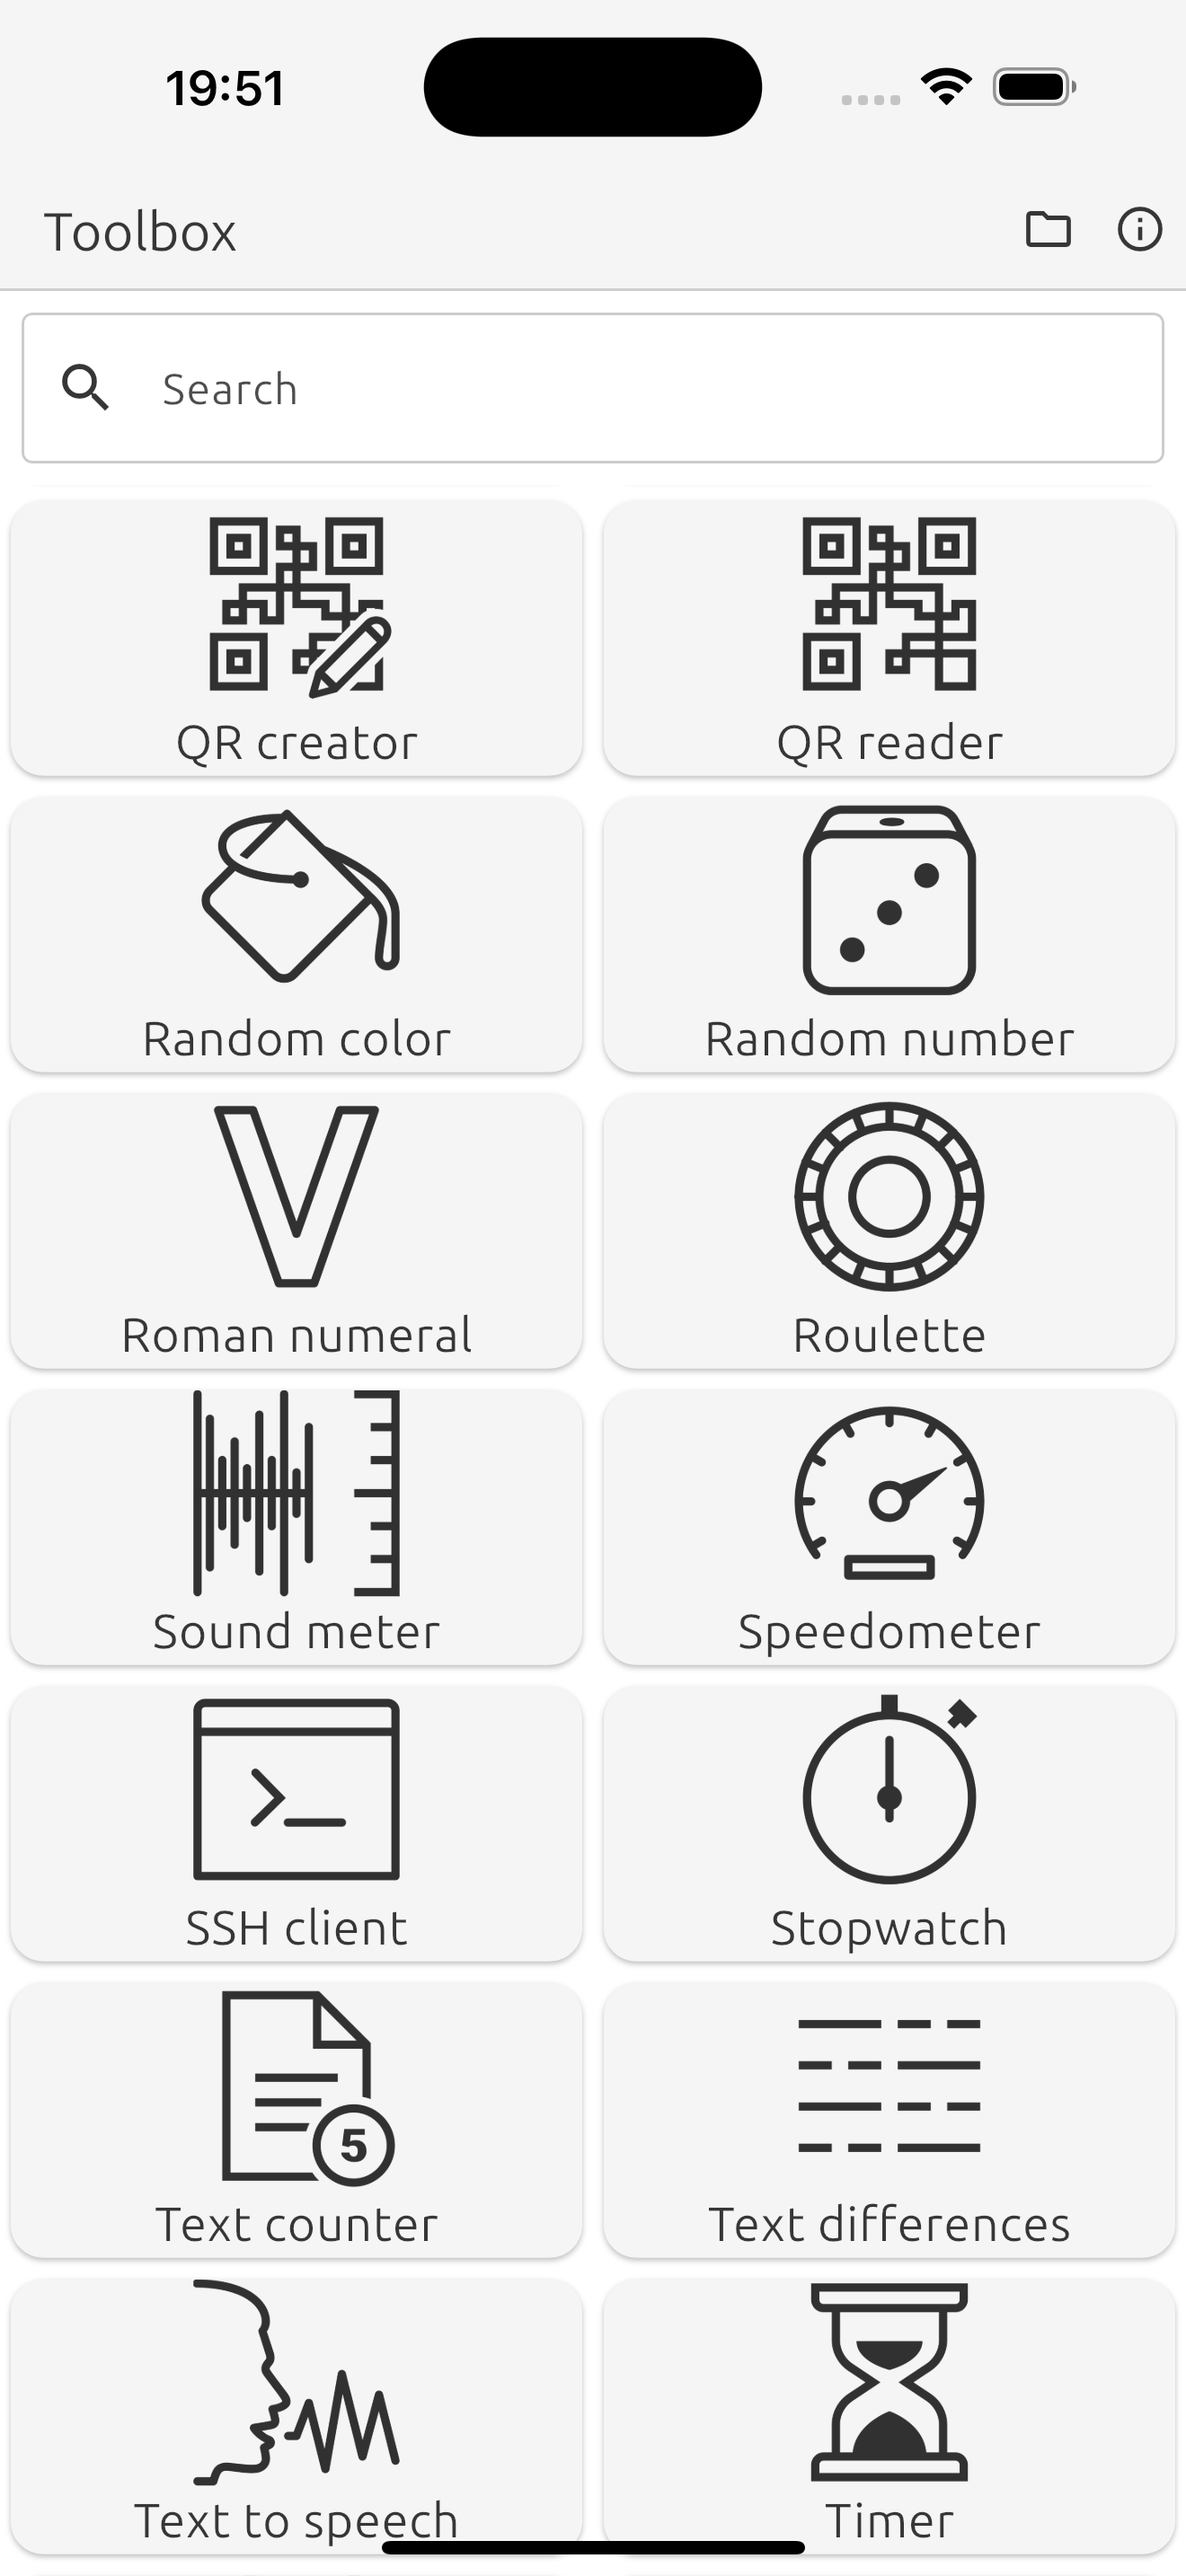 19:51
Toolbox
Search
QR creator
QR reader
Random color
Random number
Roman numeral
Roulette
Sound meter
Speedometer
SSH client
Stopwatch
5
Text counter
Text differences
Text to speech
Timer